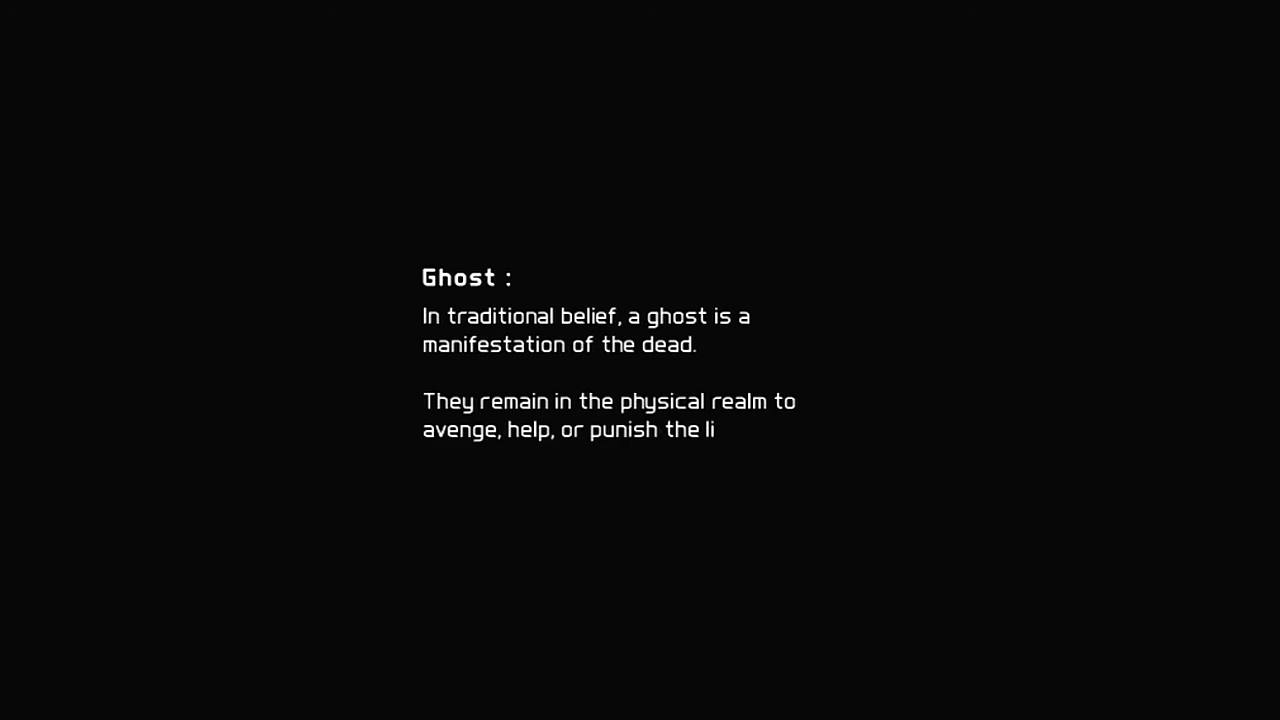 Ghost :
In traditional belief, a ghost is a
manifestation of the dead.
They remain in the physical realm to
avenge, help, or punish the li